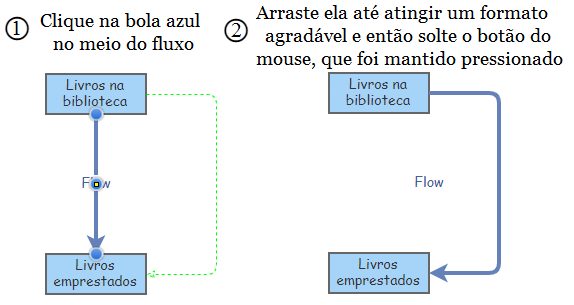 ① Clique na bola azul
no meio do fluxo
② Arraste ela até atingir um formato
agradável e então solte o botão do
mouse, que foi mantido pressionado
Livros na
biblioteca
Flow
Livros
emprestados
Livros na
biblioteca
Flow
Livros
emprestados